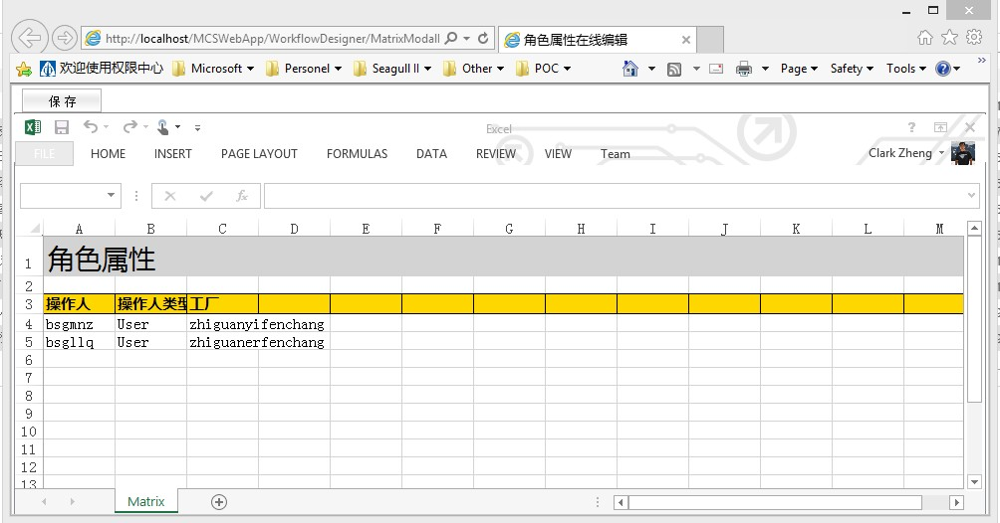 http://localhost/MCSWebApp/WorkflowDesigner/MatrixModall
角色属性在线编辑
欢迎使用权限中心 Microsoft Personel Seagull II Other POC Page Safety Tools
保 存
Excel
FILE HOME INSERT PAGE LAYOUT FORMULAS DATA REVIEW VIEW Team Clark Zheng
fx
A B C D E F G H I J K L M
1 角色属性
2
3 操作人 操作人类型 工厂
4 bsgmnz User zhiguanyifenchang
5 bsgllq User zhiguanerfenchang
6
7
8
9
10
11
12
13
Matrix